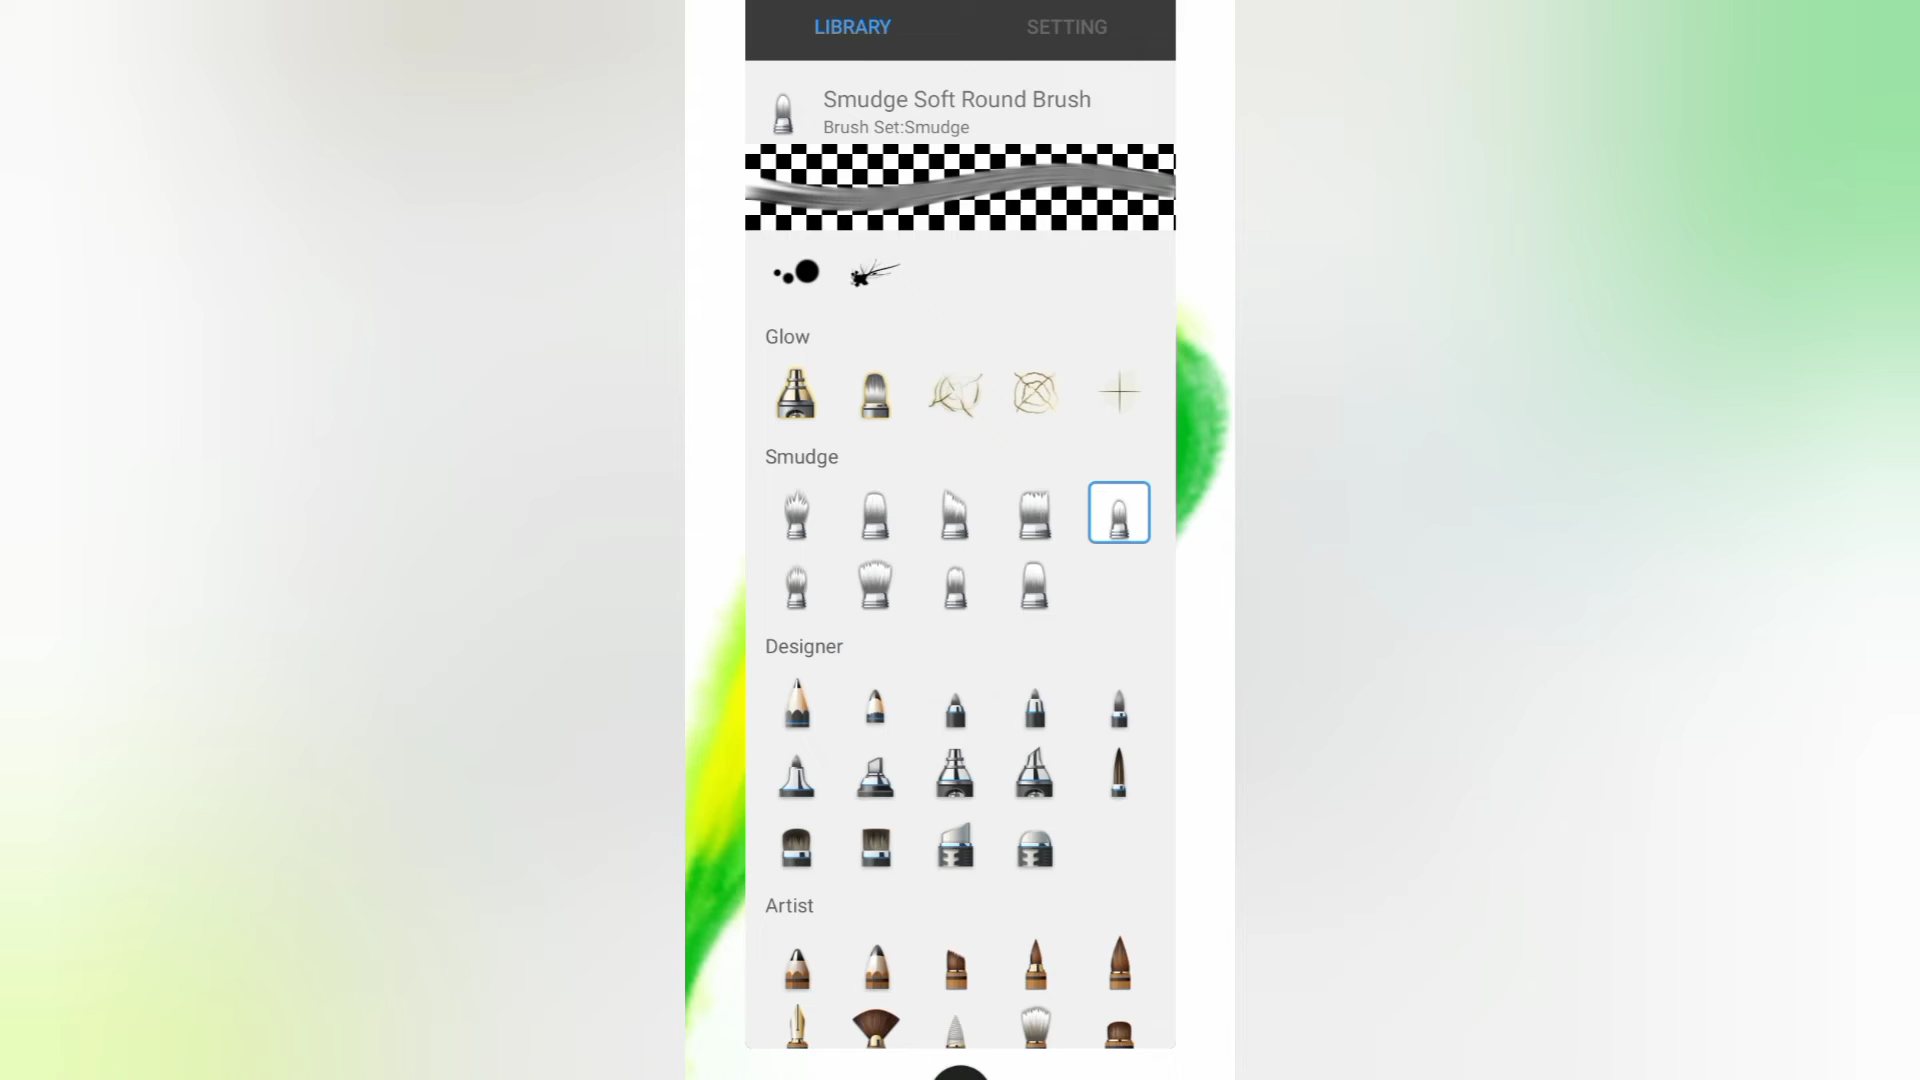 LIBRARY
SETTING
Smudge Soft Round Brush
Brush Set:Smudge
Glow
Smudge
Designer
Artist